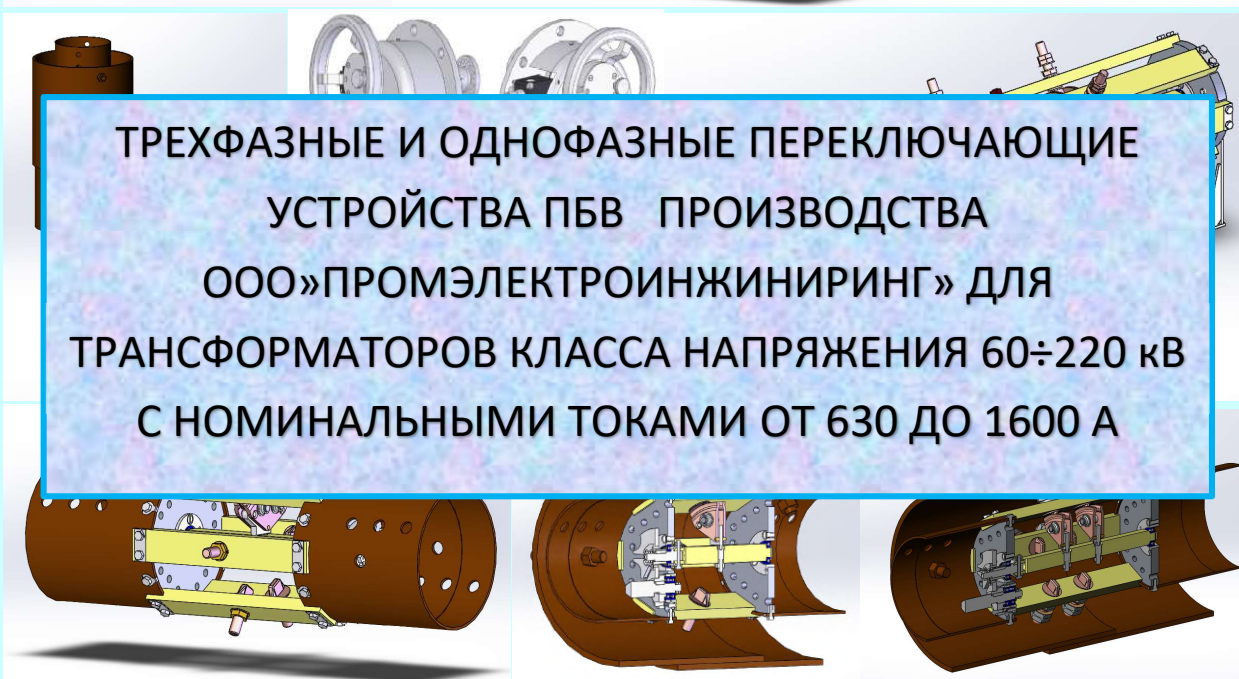 ТРЕХФАЗНЫЕ И ОДНОФАЗНЫЕ ПЕРЕКЛЮЧАЮЩИЕ
УСТРОЙСТВА ПБВ ПРОИЗВОДСТВА
ООО»ПРОМЭЛЕКТРОИНЖИНИРИНГ» ДЛЯ
ТРАНСФОРМАТОРОВ КЛАССА НАПРЯЖЕНИЯ 60÷220 кВ
С НОМИНАЛЬНЫМИ ТОКАМИ ОТ 630 ДО 1600 А